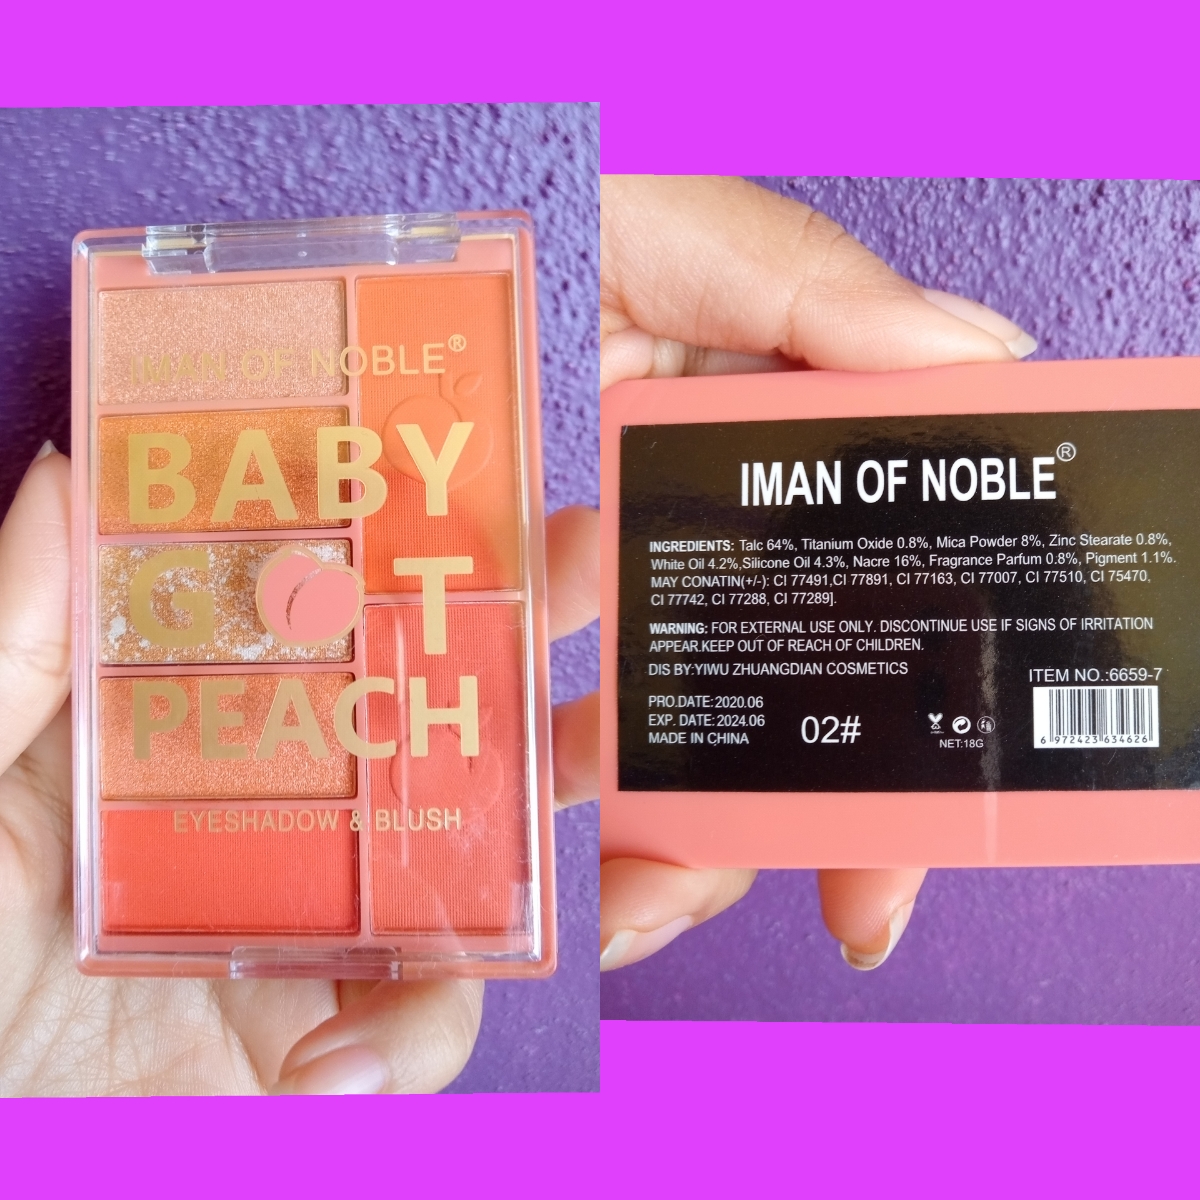 IMAN OF NOBLE®
BABY
G T
PEACH
EYESHADOW & BLUSH
IMAN OF NOBLE®
INGREDIENTS: Talc 64%, Titanium Oxide 0.8%, Mica Powder 8%, Zinc Stearate 0.8%,
White Oil 4.2%,Silicone Oil 4.3%, Nacre 16%, Fragrance Parfum 0.8%, Pigment 1.1%.
MAY CONATIN(+/-): CI 77491,CI 77891, CI 77163, CI 77007, CI 77510, CI 75470,
CI 77742, CI 77288, CI 77289].
WARNING: FOR EXTERNAL USE ONLY. DISCONTINUE USE IF SIGNS OF IRRITATION
APPEAR.KEEP OUT OF REACH OF CHILDREN.
DIS BY:YIWU ZHUANGDIAN COSMETICS
ITEM NO.:6659-7
PRO.DATE:2020.06
EXP. DATE:2024.06
MADE IN CHINA
02#
NET:18G
6 972423 634626